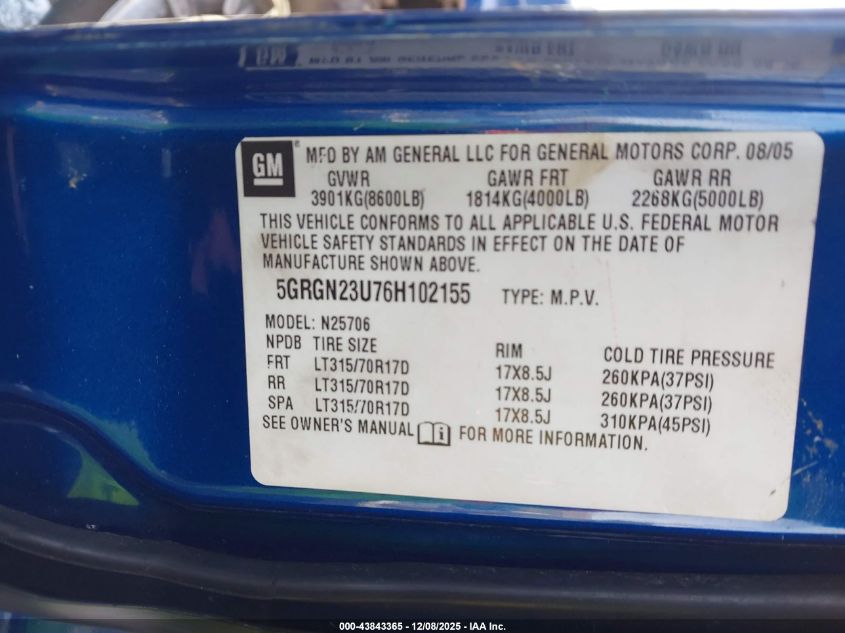 GM® MFD BY AM GENERAL LLC FOR GENERAL MOTORS CORP. 08/05
GVWR GAWR FRT GAWR RR
3901KG(8600LB) 1814KG(4000LB) 2268KG(5000LB)
THIS VEHICLE CONFORMS TO ALL APPLICABLE U.S. FEDERAL MOTOR
VEHICLE SAFETY STANDARDS IN EFFECT ON THE DATE OF
MANUFACTURE SHOWN ABOVE.
5GRGN23U76H102155 TYPE: M.P.V.
MODEL: N25706
NPDB TIRE SIZE RIM COLD TIRE PRESSURE
FRT LT315/70R17D 17X8.5J 260KPA(37PSI)
RR LT315/70R17D 17X8.5J 260KPA(37PSI)
SPA LT315/70R17D 17X8.5J 310KPA(45PSI)
SEE OWNER'S MANUAL FOR MORE INFORMATION.
000-43843365 - 12/08/2025 - IAA Inc.